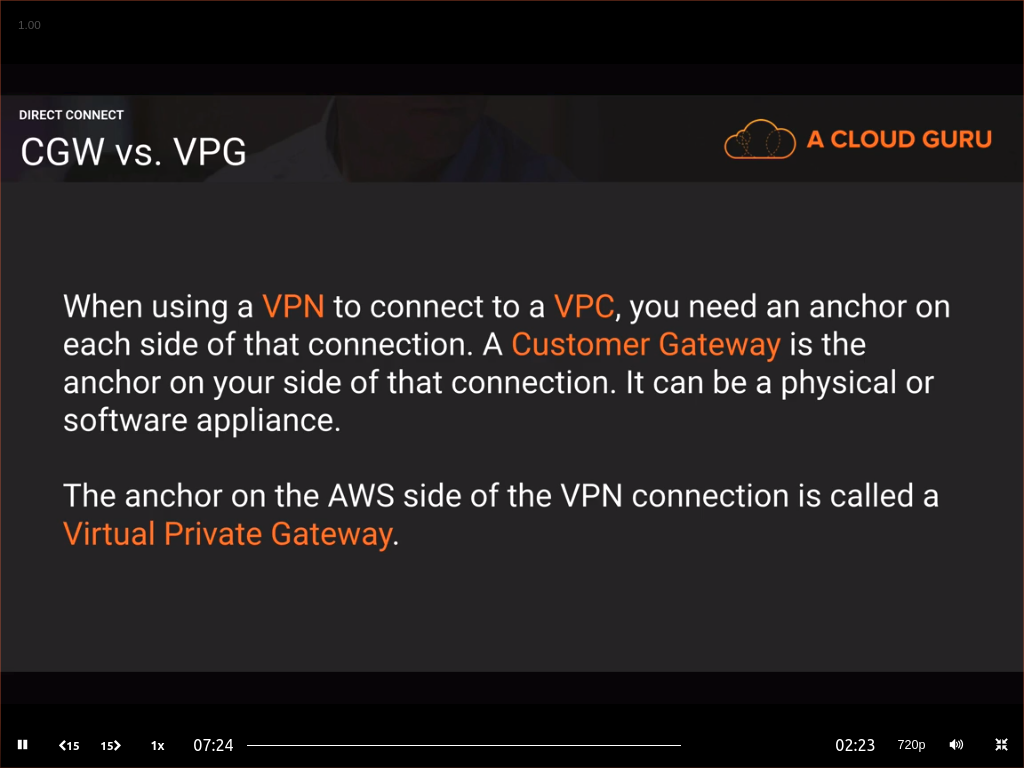 1.00
DIRECT CONNECT
CGW vs. VPG
A CLOUD GURU
When using a VPN to connect to a VPC, you need an anchor on
each side of that connection. A Customer Gateway is the
anchor on your side of that connection. It can be a physical or
software appliance.
The anchor on the AWS side of the VPN connection is called a
Virtual Private Gateway.
15 15 1x 07:24 02:23 720p